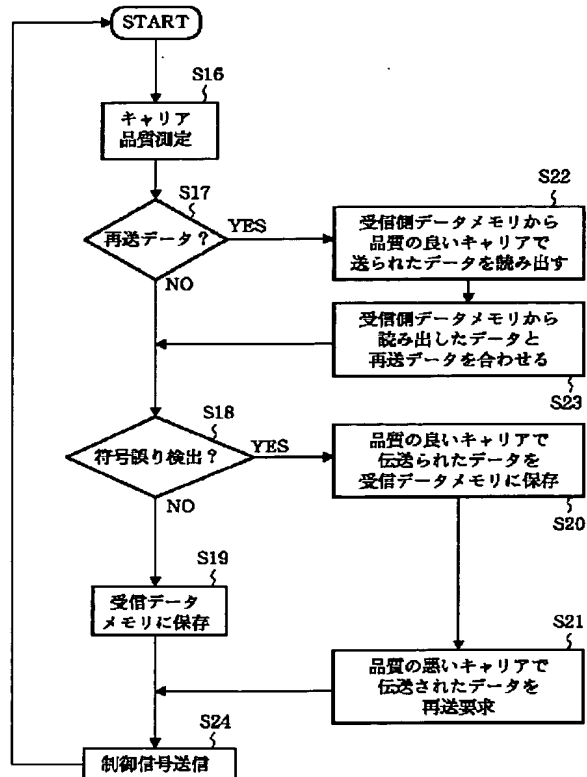 START
S16
キャリア
品質測定
S17
再送データ?
YES
NO
S22
受信側データメモリから
品質の良いキャリアで
送られたデータを読み出す
受信側データメモリから
読み出したデータと
再送データを合わせる
S23
S18
符号誤り検出?
YES
NO
品質の良いキャリアで
伝送られたデータを
受信データメモリに保存
S20
S19
受信データ
メモリに保存
S21
品質の悪いキャリアで
伝送されたデータを
再送要求
S24
制御信号送信